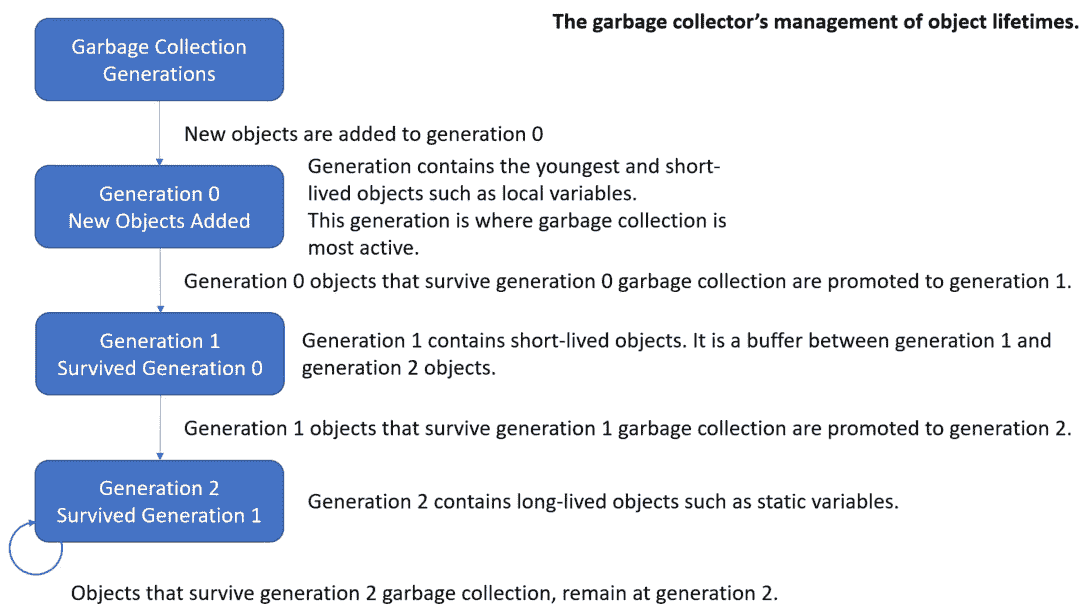 The garbage collector’s management of object lifetimes.
Garbage Collection
Generations
New objects are added to generation 0
Generation 0
New Objects Added
Generation contains the youngest and short-
lived objects such as local variables.
This generation is where garbage collection is
most active.
Generation 0 objects that survive generation 0 garbage collection are promoted to generation 1.
Generation 1
Survived Generation 0
Generation 1 contains short-lived objects. It is a buffer between generation 1 and
generation 2 objects.
Generation 1 objects that survive generation 1 garbage collection are promoted to generation 2.
Generation 2
Survived Generation 1
Generation 2 contains long-lived objects such as static variables.
Objects that survive generation 2 garbage collection, remain at generation 2.